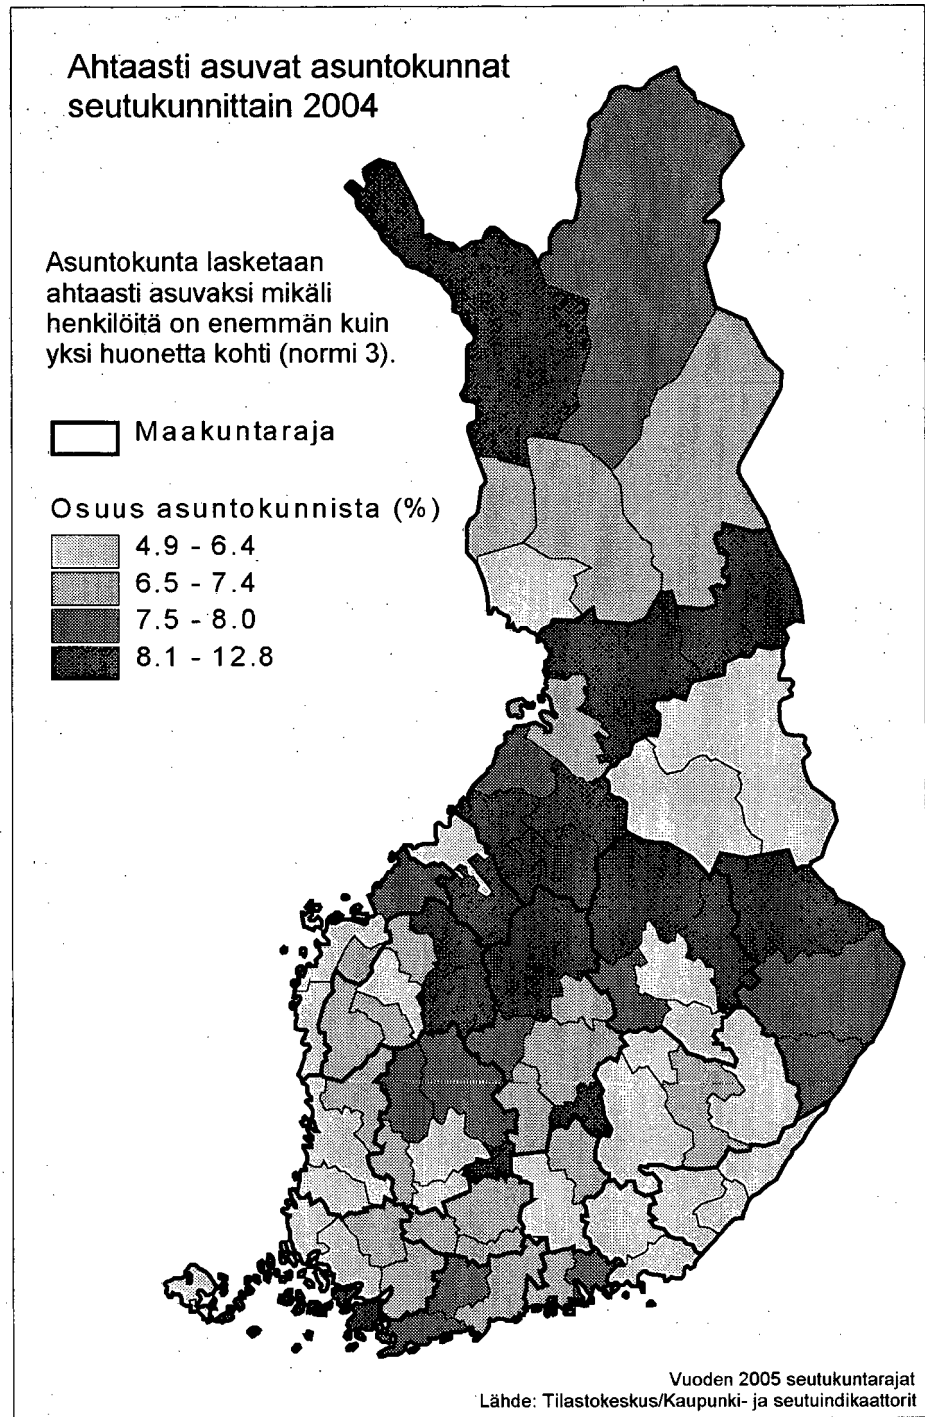 Ahtaasti asuvat asuntokunnat
seutukunnittain 2004
Asuntokunta lasketaan
ahtaasti asuvaksi mikäli
henkilöitä on enemmän kuin
yksi huonetta kohti (normi 3).
Maakuntaraja
Osuus asuntokunnista (%)
4.9 - 6.4
6.5 - 7.4
7.5 - 8.0
8.1 - 12.8
Vuoden 2005 seutukuntarajat
Lähde: Tilastokeskus/Kaupunki- ja seutuindikaattorit